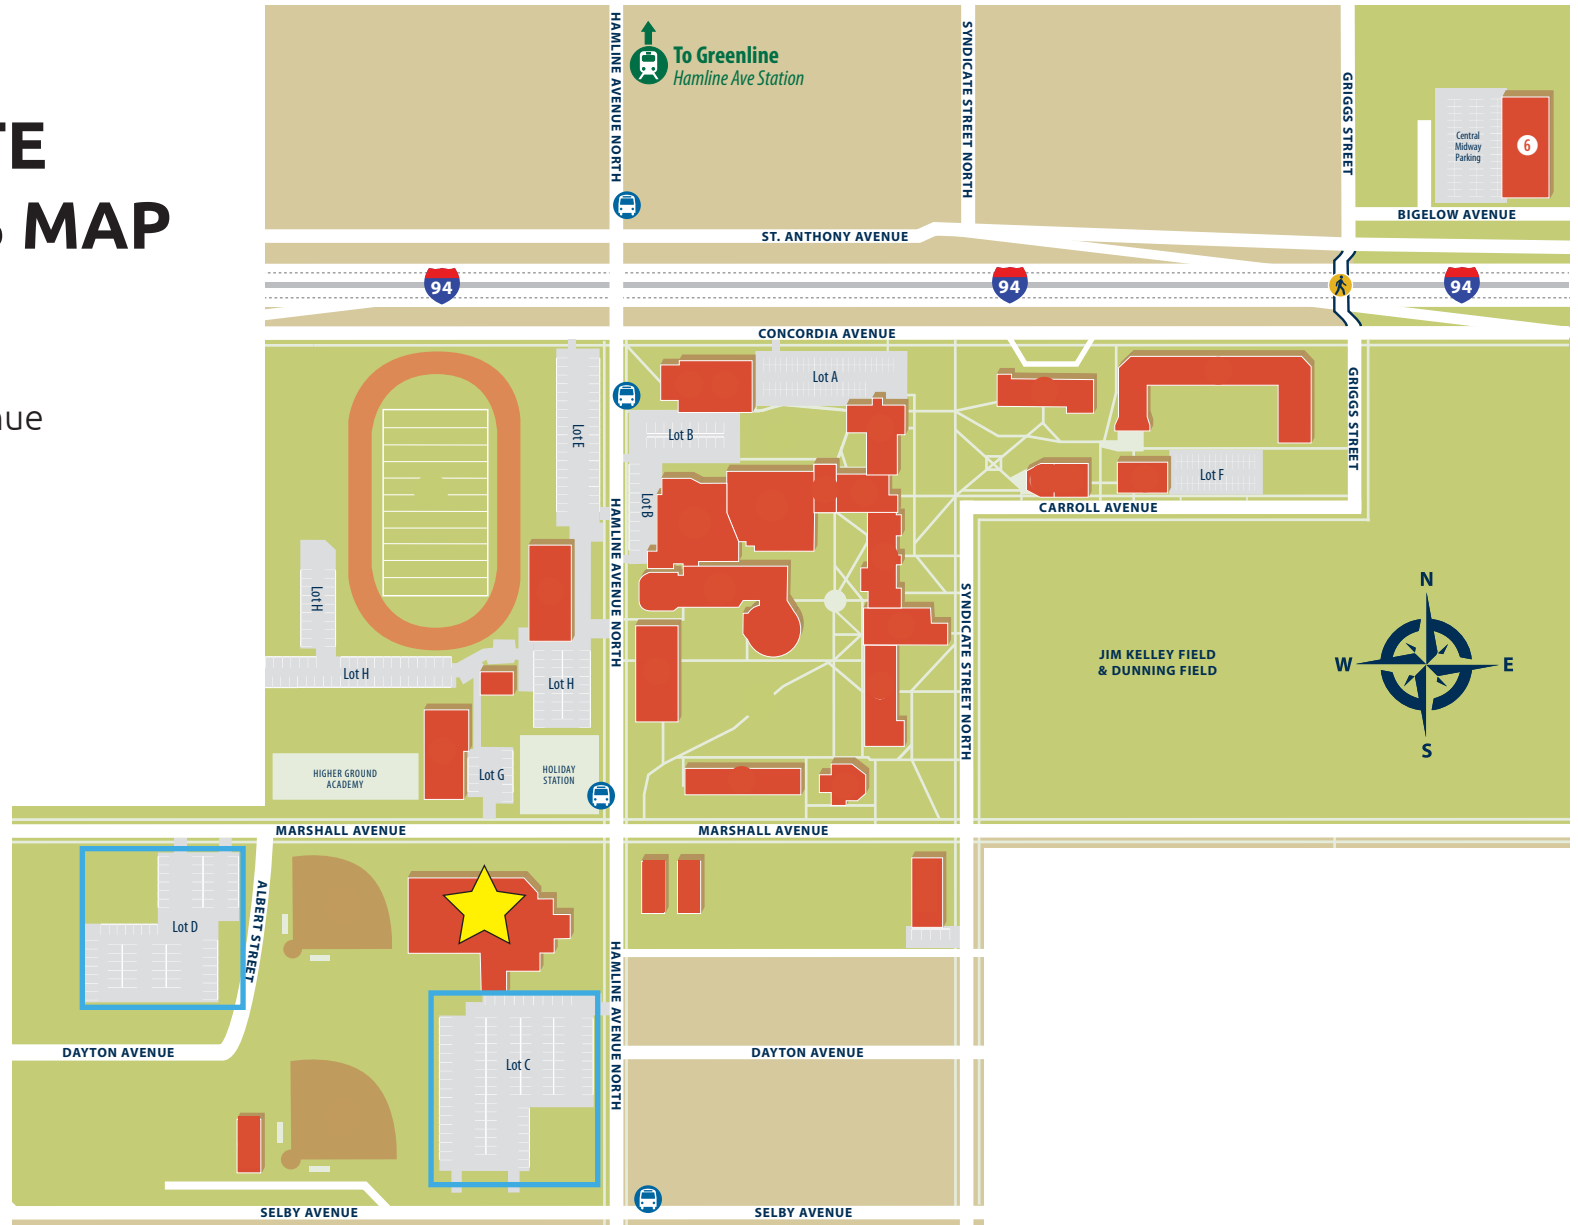 TE
MAP
nue
HAMLINE AVENUE NORTH
To Greenline
Hamline Ave Station
SYNDICATE STREET NORTH
GRIGGS STREET
Central
Midway
Parking
6
BIGELOW AVENUE
ST. ANTHONY AVENUE
94
94
94
CONCORDIA AVENUE
Lot A
Lot E
Lot B
Lot B
GRIGGS STREET
Lot F
CARROLL AVENUE
HAMLINE AVENUE NORTH
Lot H
Lot H
Lot H
SYNDICATE STREET NORTH
JIM KELLEY FIELD
& DUNNING FIELD
N
W
E
S
HIGHER GROUND
ACADEMY
Lot G
HOLIDAY
STATION
MARSHALL AVENUE
MARSHALL AVENUE
ALBERT STREET
Lot D
HAMLINE AVENUE NORTH
DAYTON AVENUE
DAYTON AVENUE
Lot C
SELBY AVENUE
SELBY AVENUE